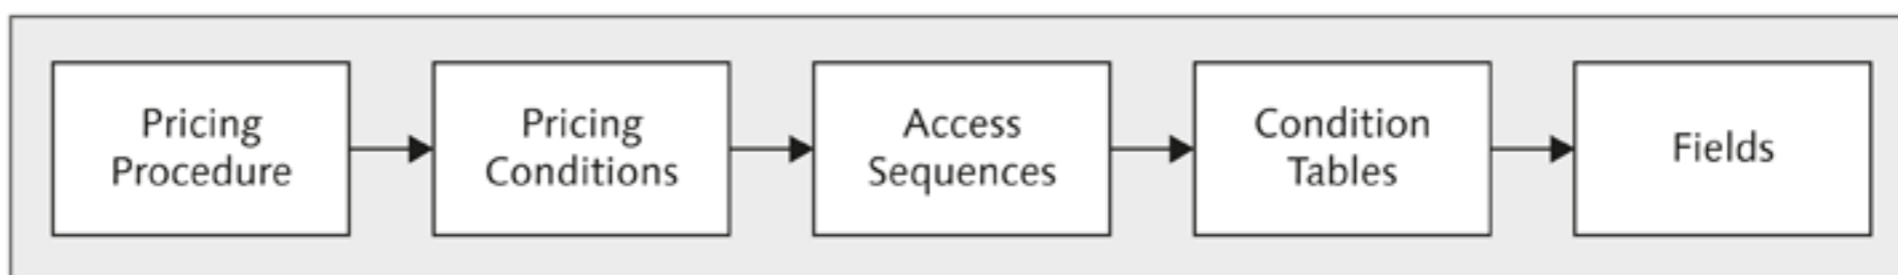 Pricing
Procedure
Pricing
Conditions
Access
Sequences
Condition
Tables
Fields